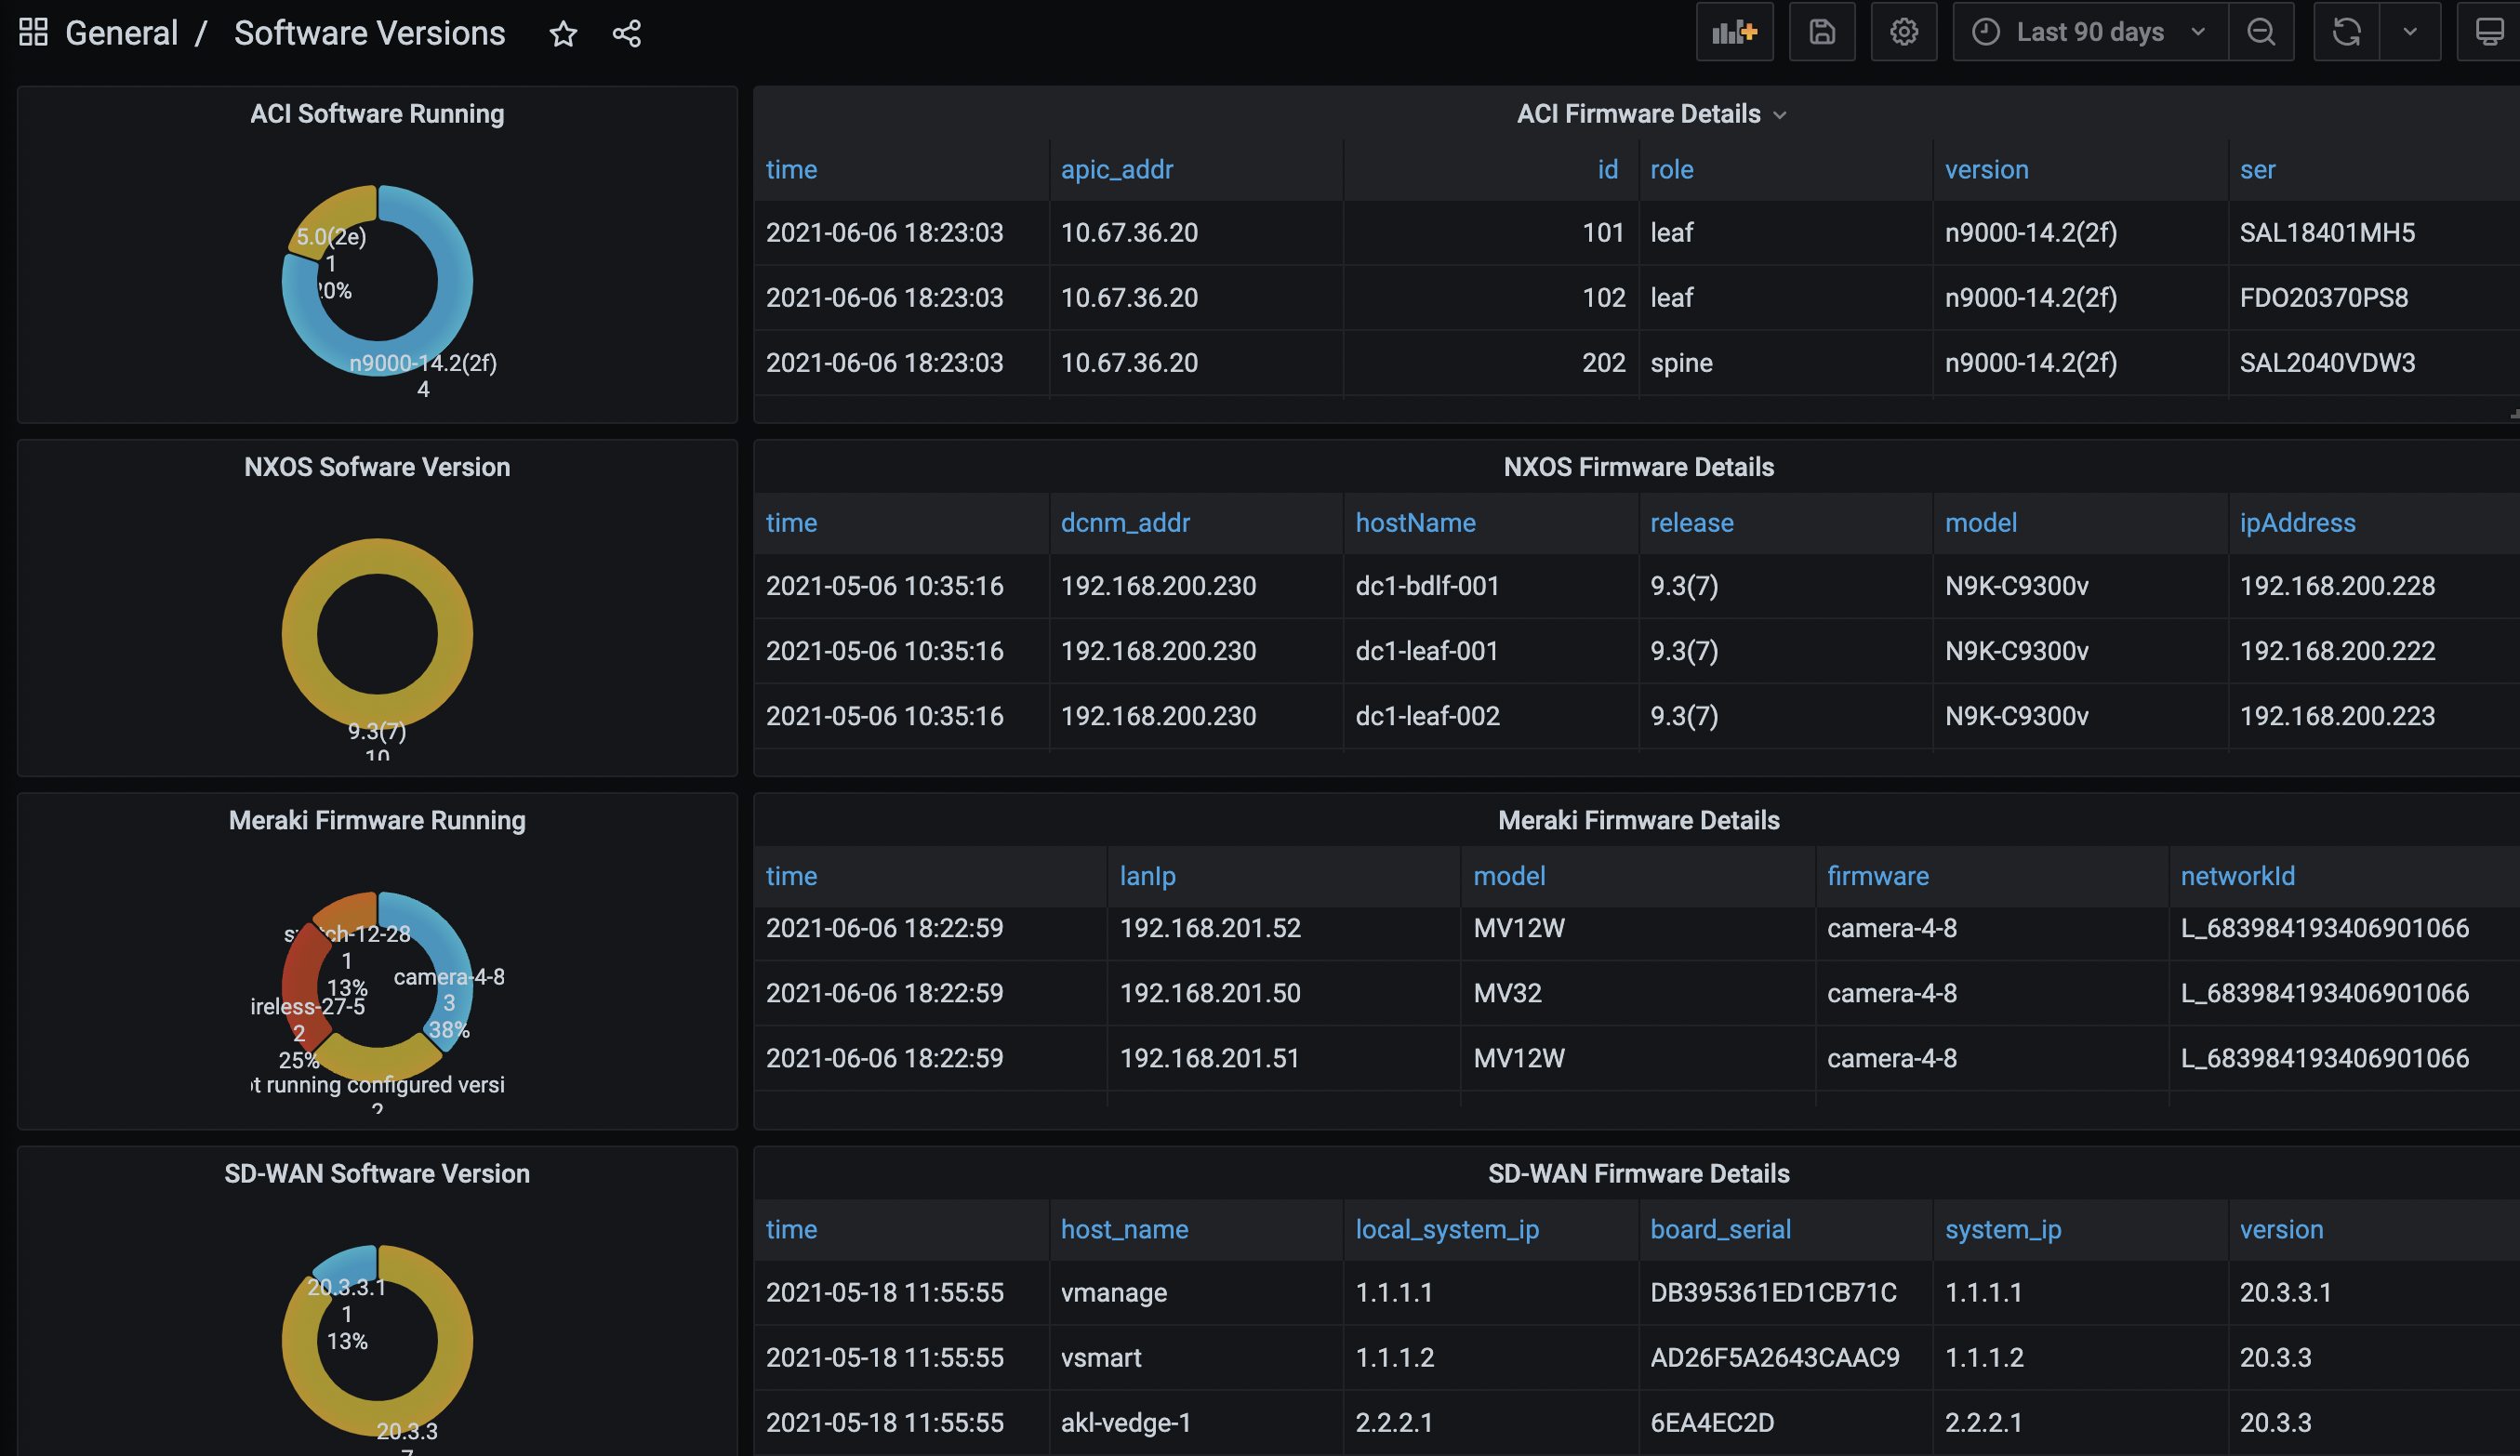 General / Software Versions
Last 90 days
ACI Software Running
5.0(2e)
1
20%
n9000-14.2(2f)
4
ACI Firmware Details
time apic_addr id role version ser
2021-06-06 18:23:03 10.67.36.20 101 leaf n9000-14.2(2f) SAL18401MH5
2021-06-06 18:23:03 10.67.36.20 102 leaf n9000-14.2(2f) FDO20370PS8
2021-06-06 18:23:03 10.67.36.20 202 spine n9000-14.2(2f) SAL2040VDW3
NXOS Sofware Version
9.3(7)
10
NXOS Firmware Details
time dcnm_addr hostName release model ipAddress
2021-05-06 10:35:16 192.168.200.230 dc1-bdlf-001 9.3(7) N9K-C9300v 192.168.200.228
2021-05-06 10:35:16 192.168.200.230 dc1-leaf-001 9.3(7) N9K-C9300v 192.168.200.222
2021-05-06 10:35:16 192.168.200.230 dc1-leaf-002 9.3(7) N9K-C9300v 192.168.200.223
Meraki Firmware Running
switch-12-28
1
13%
camera-4-8
3
38%
ireless-27-5
2
25%
t running configured versi
2
Meraki Firmware Details
time lanIp model firmware networkId
2021-06-06 18:22:59 192.168.201.52 MV12W camera-4-8 L_683984193406901066
2021-06-06 18:22:59 192.168.201.50 MV32 camera-4-8 L_683984193406901066
2021-06-06 18:22:59 192.168.201.51 MV12W camera-4-8 L_683984193406901066
SD-WAN Software Version
20.3.3.1
1
13%
20.3.3
7
SD-WAN Firmware Details
time host_name local_system_ip board_serial system_ip version
2021-05-18 11:55:55 vmanage 1.1.1.1 DB395361ED1CB71C 1.1.1.1 20.3.3.1
2021-05-18 11:55:55 vsmart 1.1.1.2 AD26F5A2643CAAC9 1.1.1.2 20.3.3
2021-05-18 11:55:55 akl-vedge-1 2.2.2.1 6EA4EC2D 2.2.2.1 20.3.3